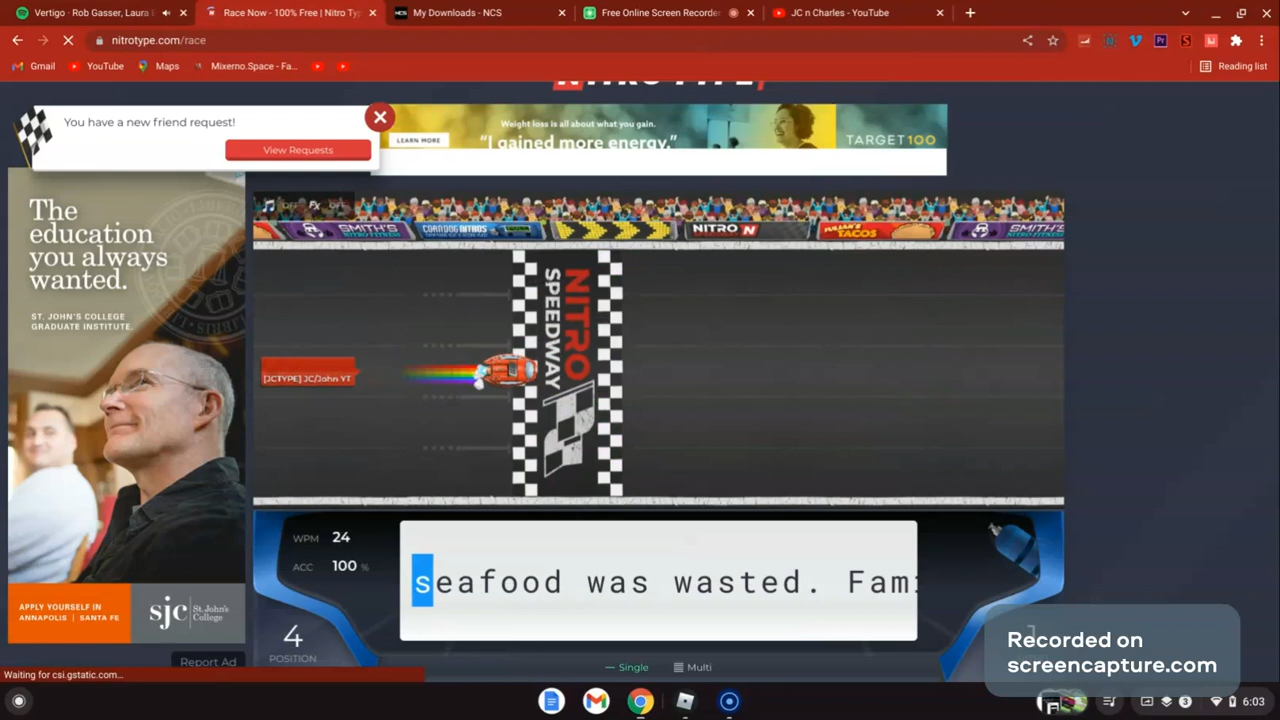 Vertigo · Rob Gasser, Laura
Race Now - 100% Free | Nitro Typ
My Downloads - NCS
Free Online Screen Recorder
JC n Charles - YouTube
nitrotype.com/race
Gmail
YouTube
Maps
Mixerno.Space - Fa...
Reading list
You have a new friend request!
View Requests
LEARN MORE
Weight loss is all about what you gain.
"I gained more energy."
TARGET100
OFF FX OFF
SMITH'S
NITRO
SMITH'S
The
education
you always
wanted.
ST. JOHN'S COLLEGE
GRADUATE INSTITUTE.
NITRO
SPEEDWAY
[JCTYPE] JC/John YT
WPM 24
ACC 100 %
seafood was wasted. Fam
4
POSITION
APPLY YOURSELF IN
ANNAPOLIS | SANTA FE
sjc St. John's College
Report Ad
Single
Multi
Recorded on
screencapture.com
Waiting for csi.gstatic.com...
3
6:03